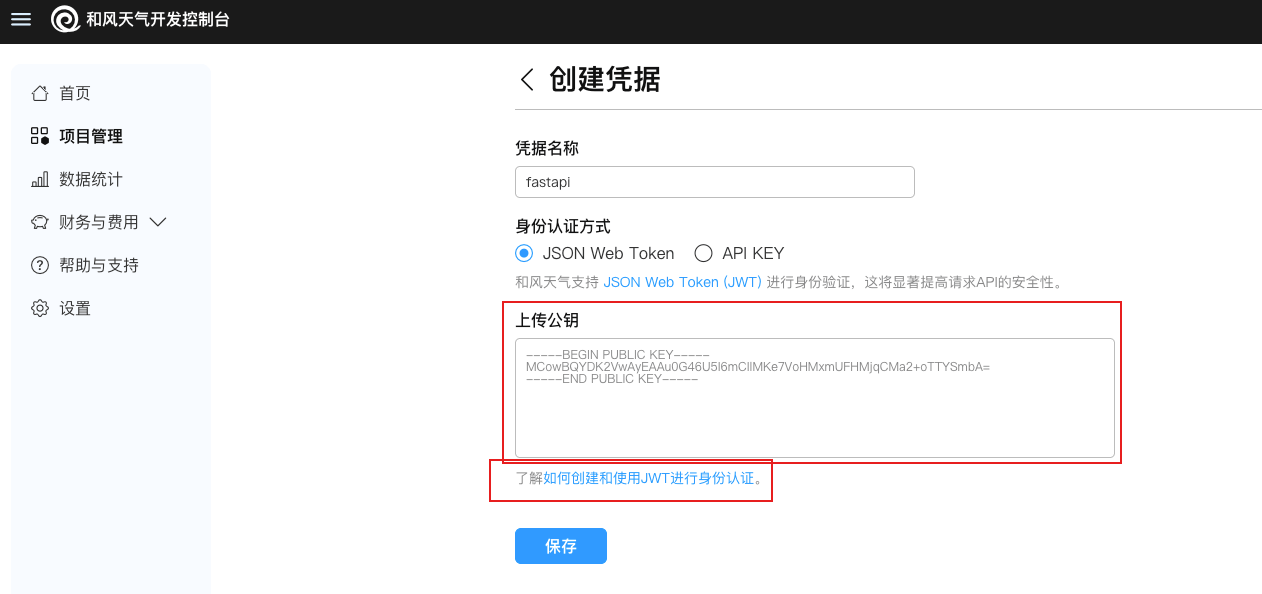 和风天气开发控制台
首页
项目管理
数据统计
财务与费用
帮助与支持
设置
创建凭据
凭据名称
fastapi
身份认证方式
JSON Web Token API KEY
和风天气支持 JSON Web Token (JWT) 进行身份验证，这将显著提高请求API的安全性。
上传公钥
-----BEGIN PUBLIC KEY-----
MCowBQYDK2VwAyEAAu0G46U5l6mCIlMKe7VoHMxmUFHMjqCMa2+oTTYSmbA=
-----END PUBLIC KEY-----
了解如何创建和使用JWT进行身份认证。
保存